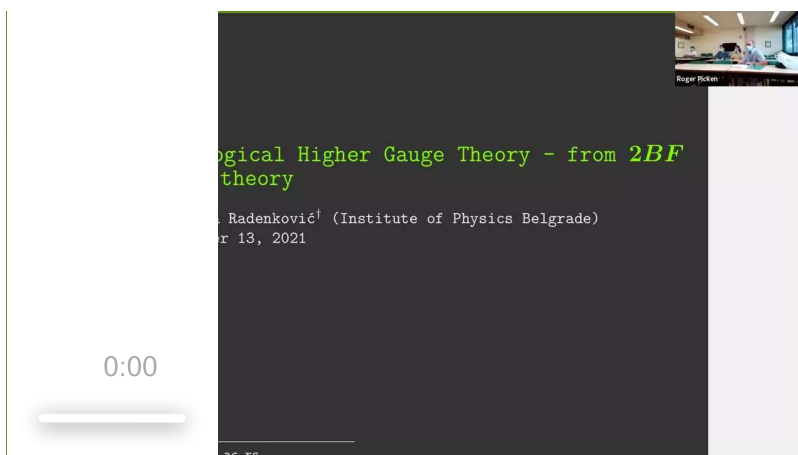 Roger Picken
ogical Higher Gauge Theory - from 2BF
theory
Radenković† (Institute of Physics Belgrade)
r 13, 2021
0:00